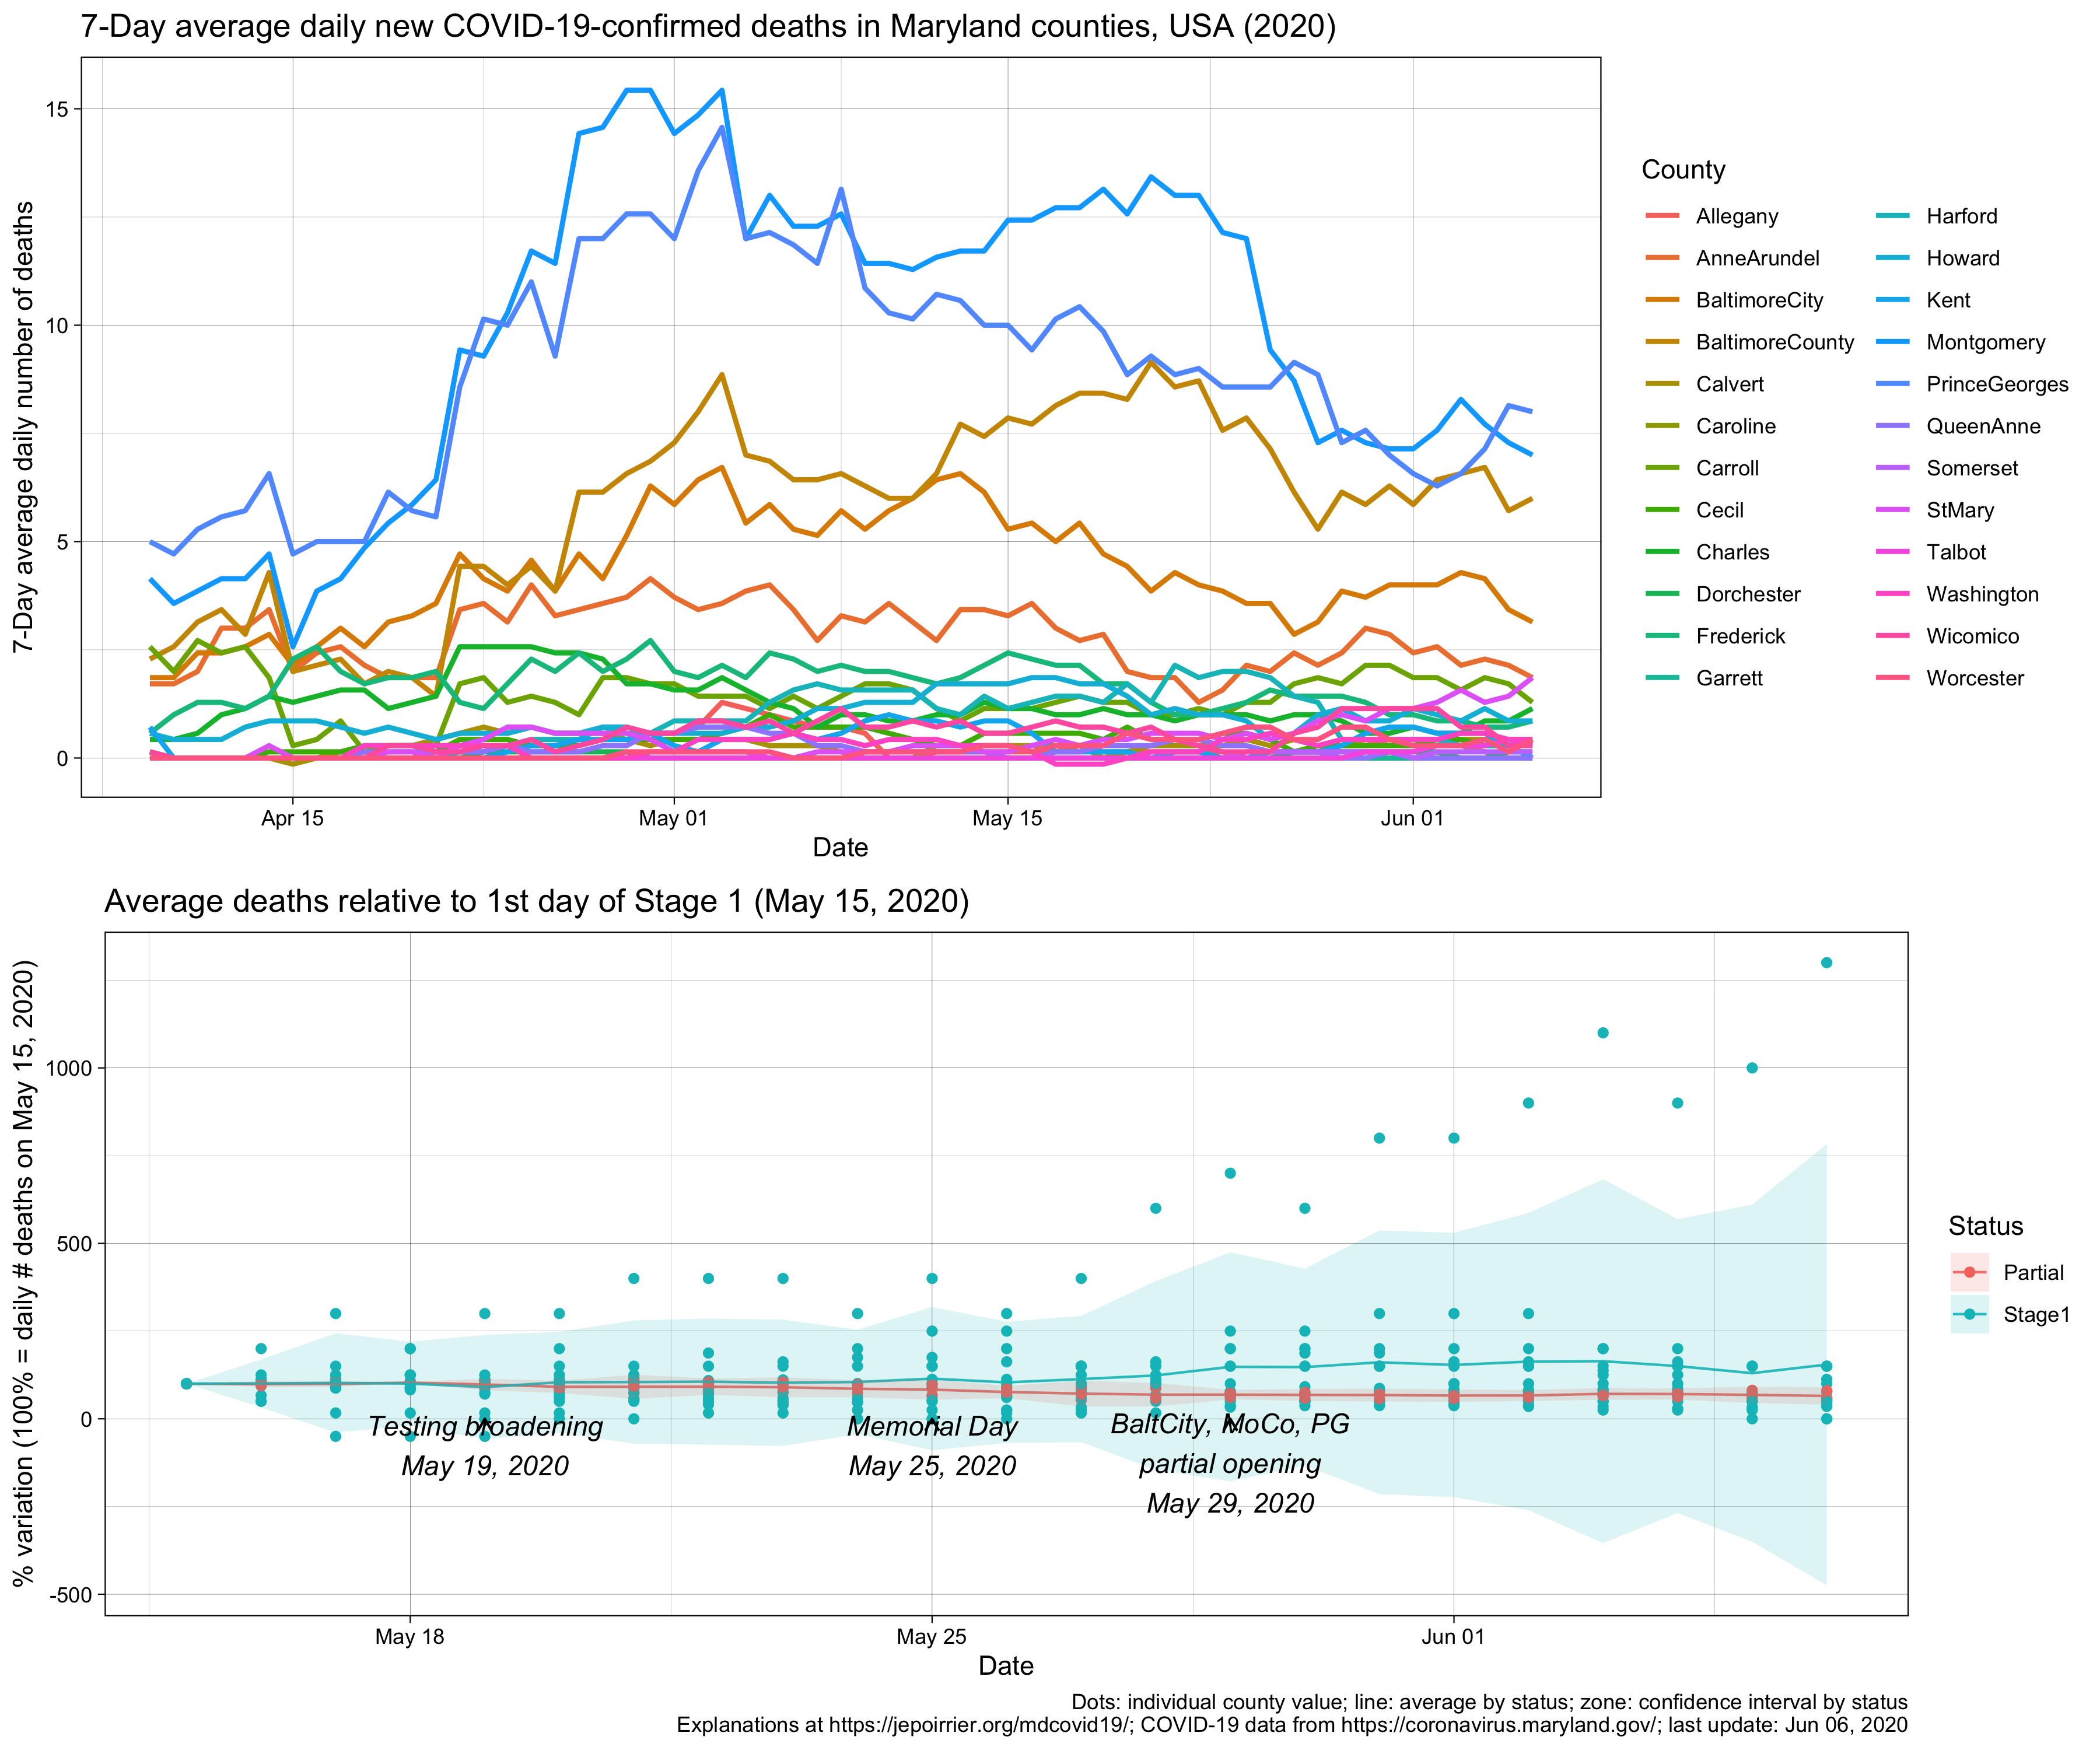 7-Day average daily new COVID-19-confirmed deaths in Maryland counties, USA (2020)
7-Day average daily number of deaths
15
10
5
0
Apr 15
May 01
May 15
Jun 01
Date
County
Allegany
AnneArundel
BaltimoreCity
BaltimoreCounty
Calvert
Caroline
Carroll
Cecil
Charles
Dorchester
Frederick
Garrett
Harford
Howard
Kent
Montgomery
PrinceGeorges
QueenAnne
Somerset
StMary
Talbot
Washington
Wicomico
Worcester
Average deaths relative to 1st day of Stage 1 (May 15, 2020)
% variation (100% = daily # deaths on May 15, 2020)
1000
500
0
-500
Testing broadening
May 19, 2020
Memorial Day
May 25, 2020
BaltCity, MoCo, PG
partial opening
May 29, 2020
May 18
May 25
Jun 01
Date
Status
Partial
Stage1
Dots: individual county value; line: average by status; zone: confidence interval by status
Explanations at https://jepoirrier.org/mdcovid19/; COVID-19 data from https://coronavirus.maryland.gov/; last update: Jun 06, 2020